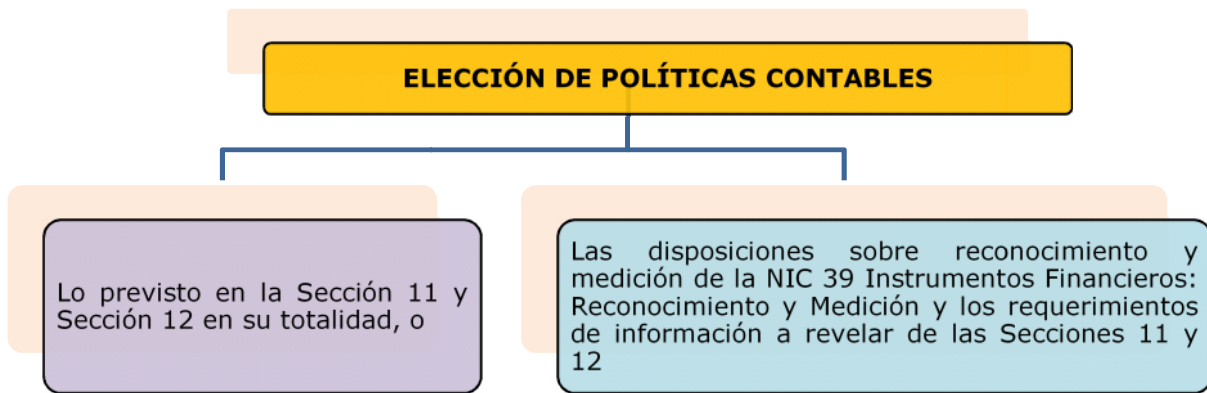 ELECCIÓN DE POLÍTICAS CONTABLES
Lo previsto en la Sección 11 y
Sección 12 en su totalidad, o
Las disposiciones sobre reconocimiento y
medición de la NIC 39 Instrumentos Financieros:
Reconocimiento y Medición y los requerimientos
de información a revelar de las Secciones 11 y
12